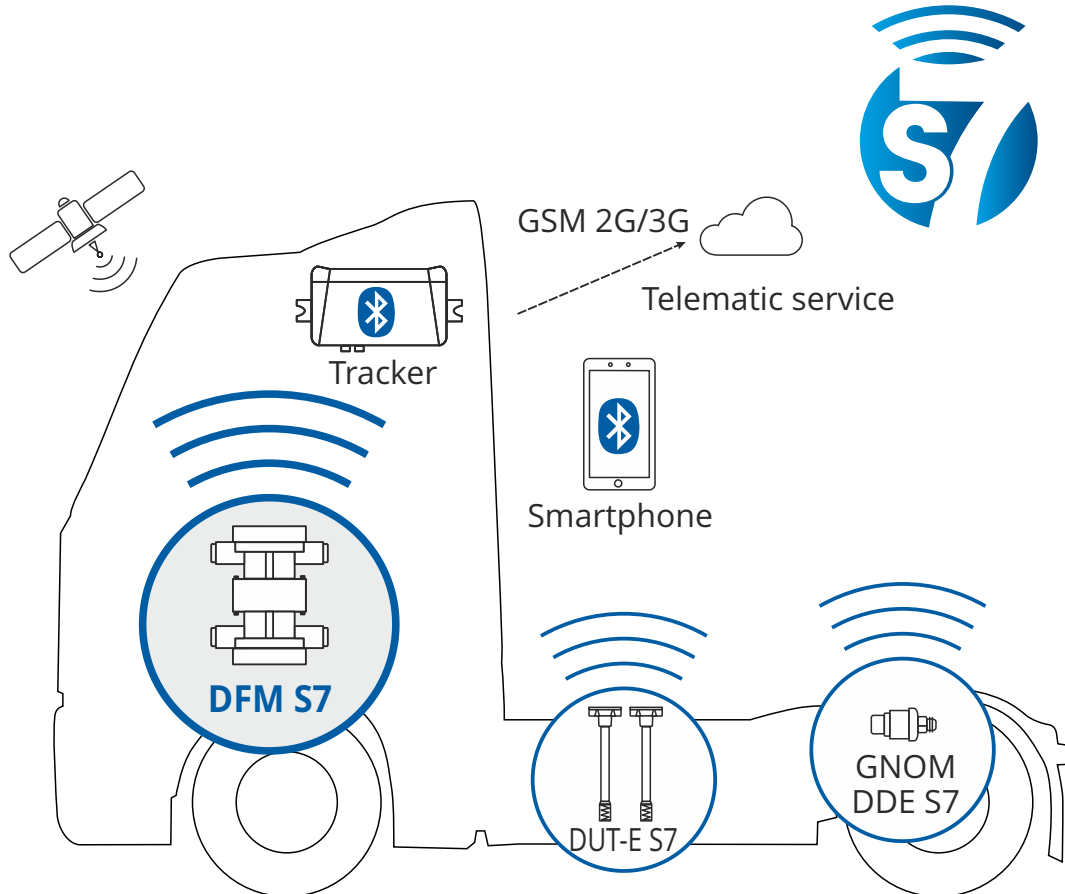 S7
GSM 2G/3G
Telematic service
Tracker
Smartphone
DFM S7
GNOM
DDE S7
DUT-E S7